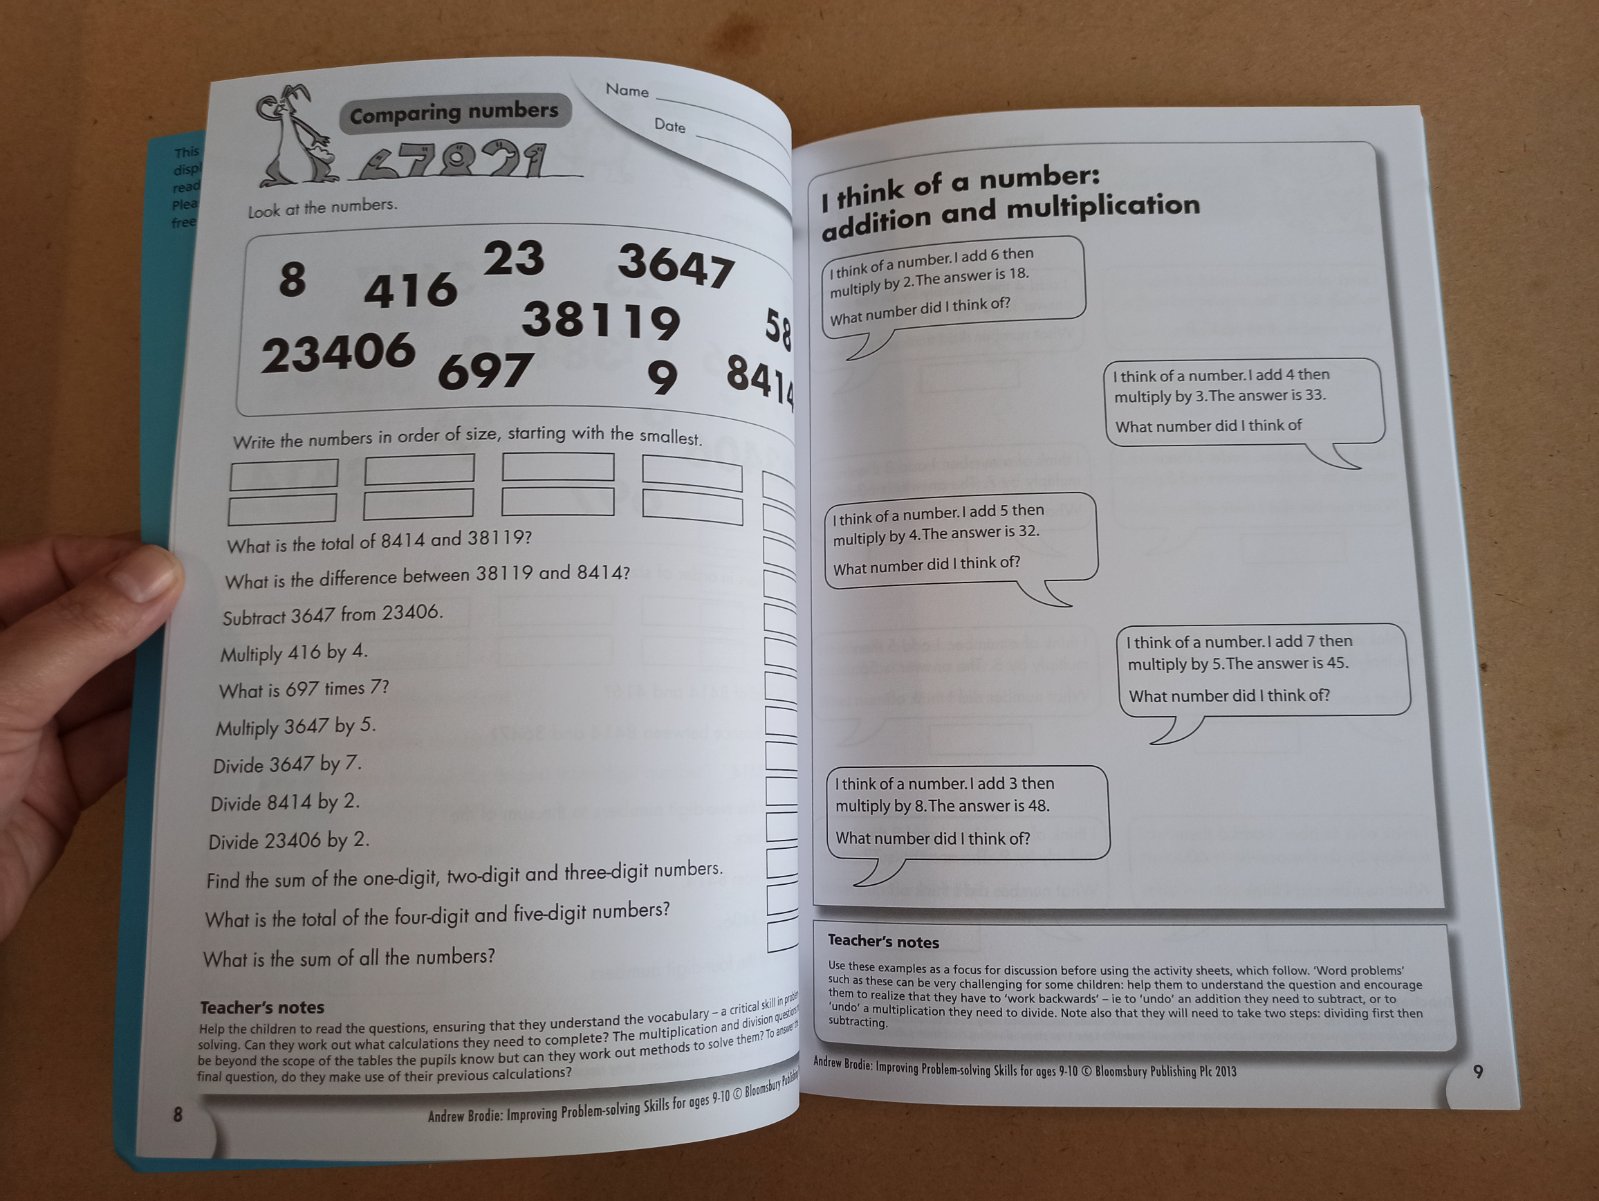 This
disp
read
Plea
free
Comparing numbers
Name
Date
Look at the numbers.
8 416 23 3647
23406 697 38119 9 58
8414
Write the numbers in order of size, starting with the smallest.
What is the total of 8414 and 38119?
What is the difference between 38119 and 8414?
Subtract 3647 from 23406.
Multiply 416 by 4.
What is 697 times 7?
Multiply 3647 by 5.
Divide 3647 by 7.
Divide 8414 by 2.
Divide 23406 by 2.
Find the sum of the one-digit, two-digit and three-digit numbers.
What is the total of the four-digit and five-digit numbers?
What is the sum of all the numbers?
Teacher's notes
Help the children to read the questions, ensuring that they understand the vocabulary – a critical skill in problem
solving. Can they work out what calculations they need to complete? The multiplication and division questions
be beyond the scope of the tables the pupils know but can they work out methods to solve them? To answer
final question, do they make use of their previous calculations?
8
Andrew Brodie: Improving Problem-solving Skills for ages 9-10 © Bloomsbury
I think of a number:
addition and multiplication
I think of a number. I add 6 then
multiply by 2. The answer is 18.
What number did I think of?
I think of a number. I add 4 then
multiply by 3. The answer is 33.
What number did I think of
I think of a number. I add 5 then
multiply by 4. The answer is 32.
What number did I think of?
I think of a number. I add 7 then
multiply by 5. The answer is 45.
What number did I think of?
I think of a number. I add 3 then
multiply by 8. The answer is 48.
What number did I think of?
Teacher's notes
Use these examples as a focus for discussion before using the activity sheets, which follow. 'Word problems'
such as these can be very challenging for some children: help them to understand the question and encourage
them to realize that they have to 'work backwards' – ie to 'undo' an addition they need to subtract, or to
'undo' a multiplication they need to divide. Note also that they will need to take two steps: dividing first then
subtracting.
Andrew Brodie: Improving Problem-solving Skills for ages 9-10 © Bloomsbury Publishing Plc 2013
9